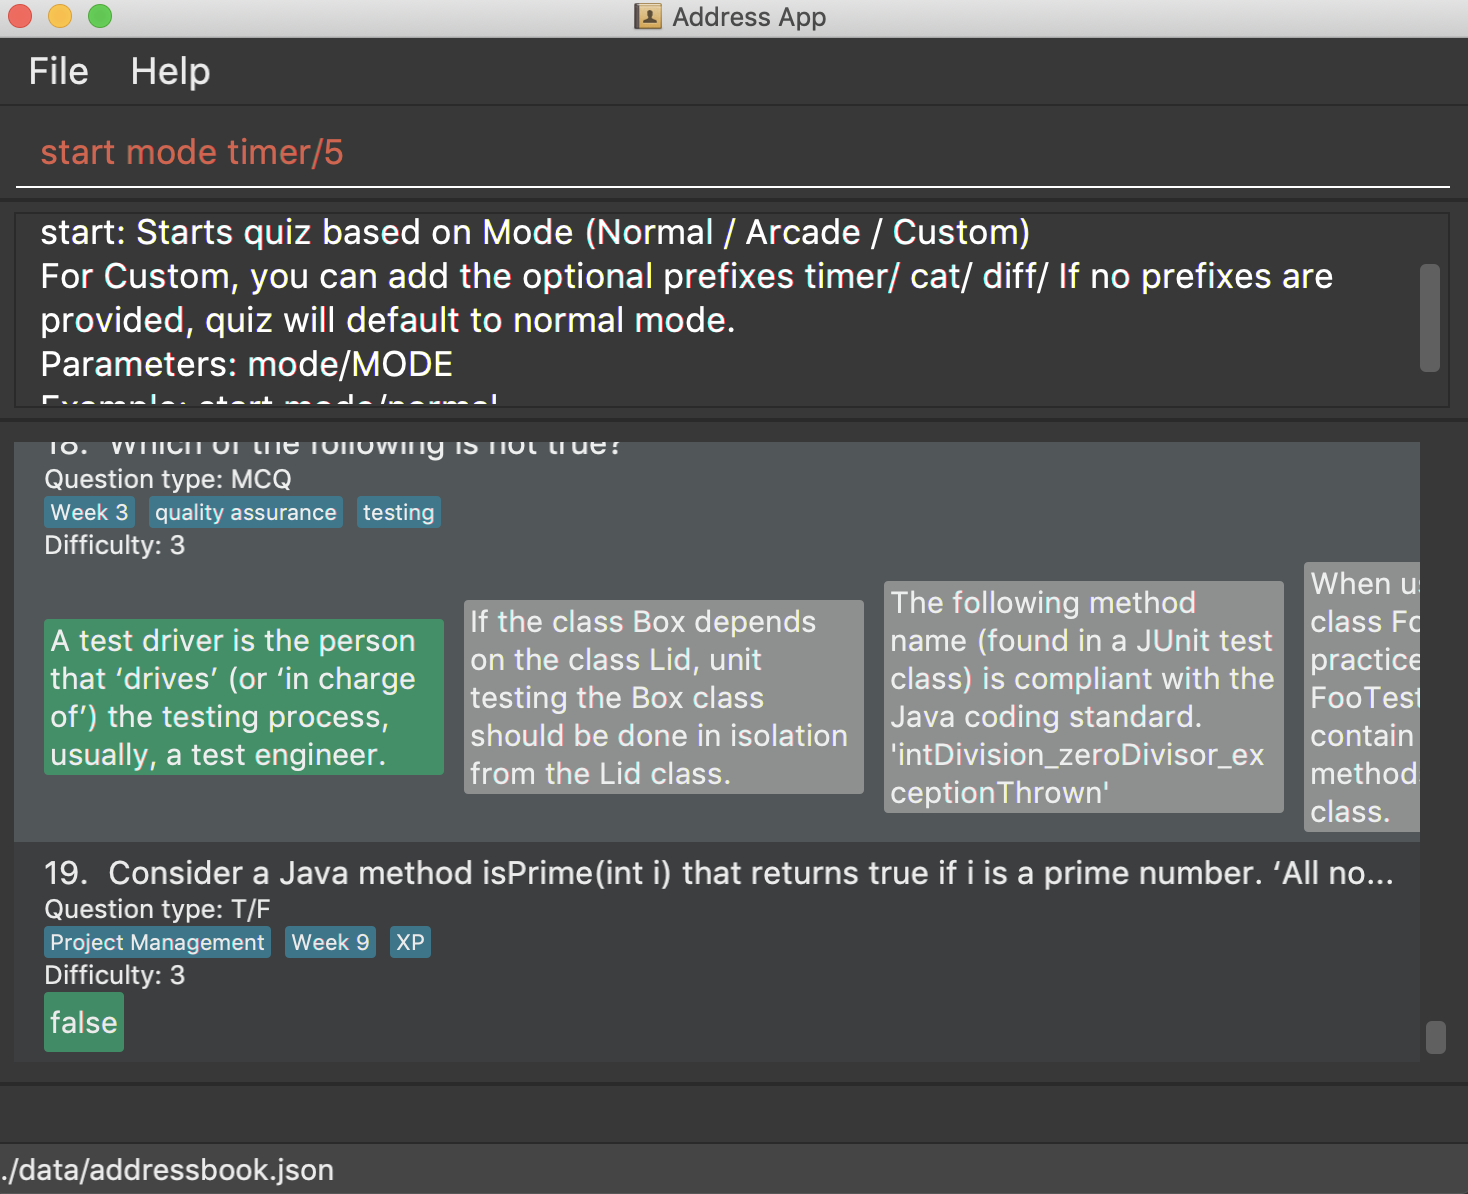 Address App
File Help
start mode timer/5
start: Starts quiz based on Mode (Normal / Arcade / Custom)
For Custom, you can add the optional prefixes timer/ cat/ diff/ If no prefixes are
provided, quiz will default to normal mode.
Parameters: mode/MODE
Example: start mode/normal
18. Which of the following is not true?
Question type: MCQ
Week 3 quality assurance testing
Difficulty: 3
A test driver is the person
that ‘drives’ (or ‘in charge
of’) the testing process,
usually, a test engineer.
If the class Box depends
on the class Lid, unit
testing the Box class
should be done in isolation
from the Lid class.
The following method
name (found in a JUnit test
class) is compliant with the
Java coding standard.
'intDivision_zeroDivisor_ex
ceptionThrown'
When
class
practice
FooTest
contain
method
class.
19. Consider a Java method isPrime(int i) that returns true if i is a prime number. ‘All no...
Question type: T/F
Project Management Week 9 XP
Difficulty: 3
false
./data/addressbook.json